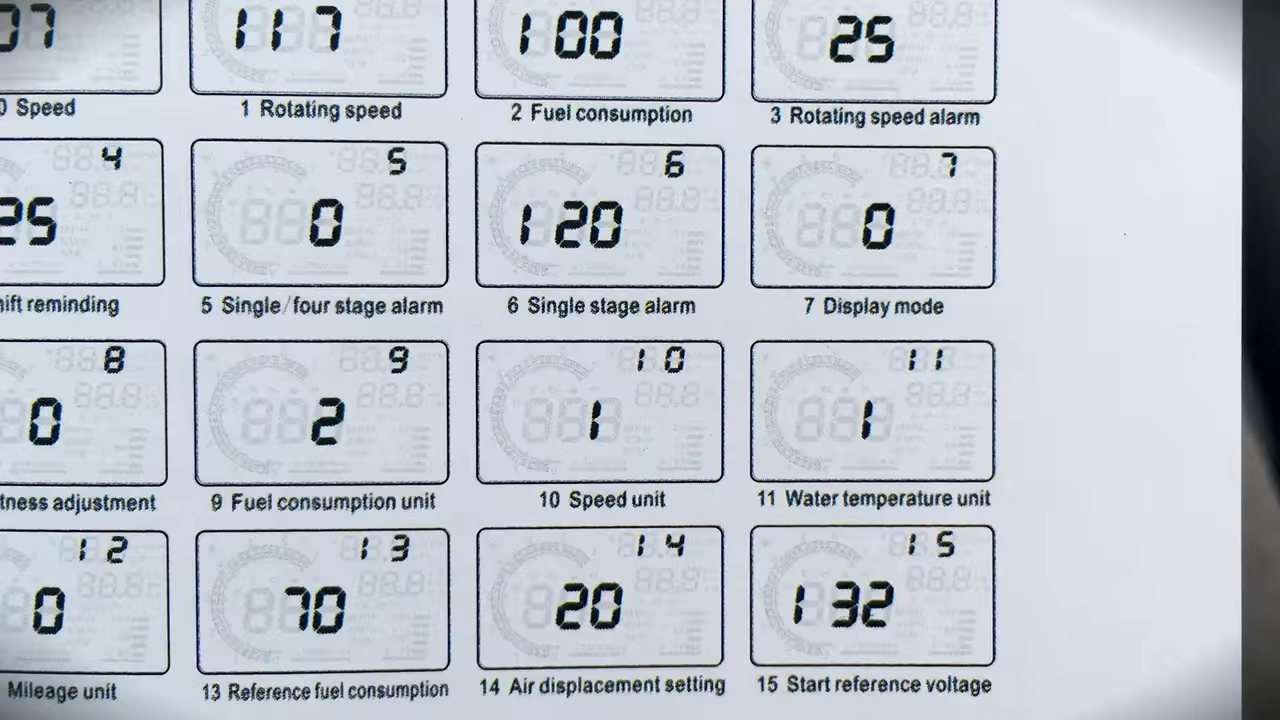 07 117 100 25
0 Speed 1 Rotating speed 2 Fuel consumption 3 Rotating speed alarm
4 5 6 7
25 0 120 0
reminding 5 Single/four stage alarm 6 Single stage alarm 7 Display mode
8 9 10 11
0 2 1 1
adjustment 9 Fuel consumption unit 10 Speed unit 11 Water temperature unit
12 13 14 15
0 70 20 132
Mileage unit 13 Reference fuel consumption 14 Air displacement setting 15 Start reference voltage